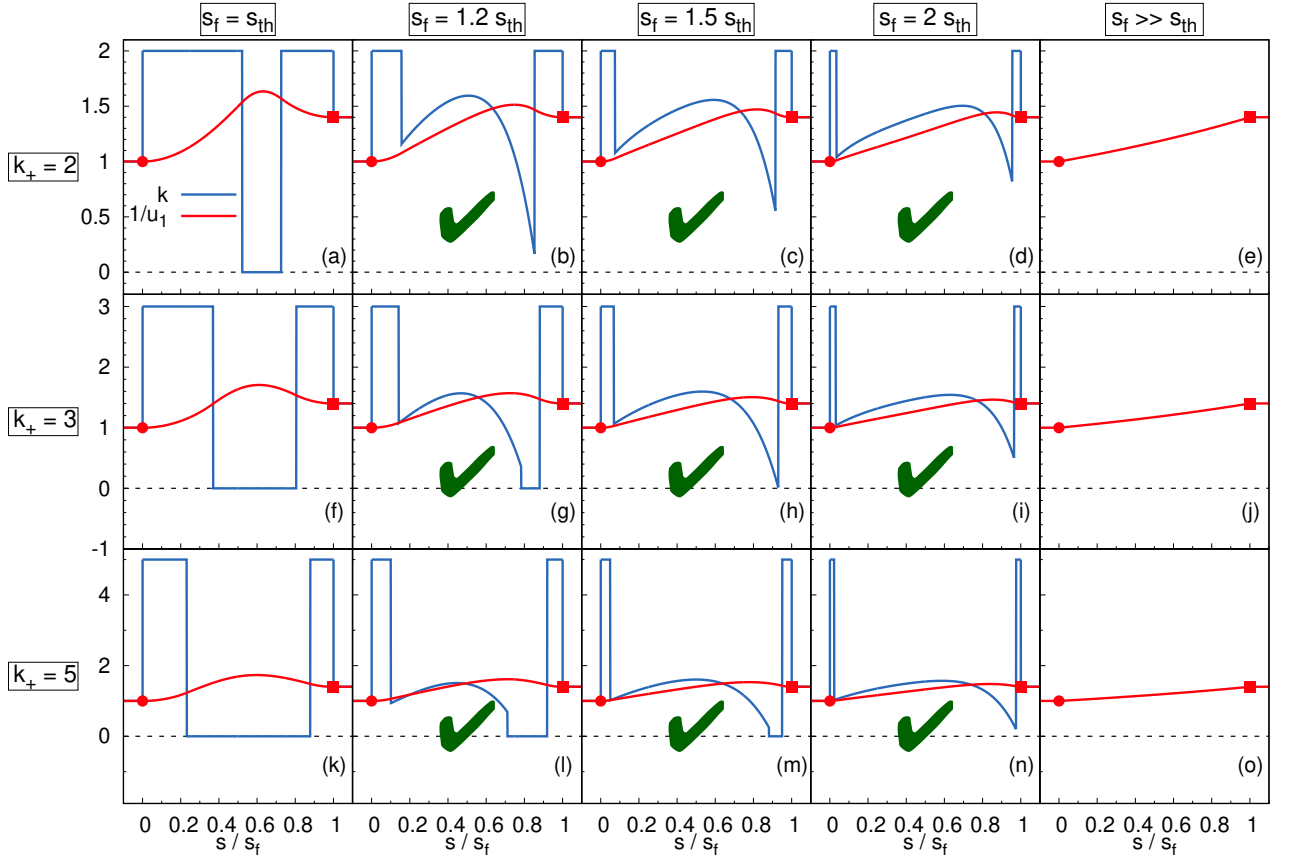 s_f = s_th
s_f = 1.2 s_th
s_f = 1.5 s_th
s_f = 2 s_th
s_f >> s_th
k_+ = 2
2
1.5
1
0.5
0
k
1/u_1
(a)
(b)
(c)
(d)
(e)
k_+ = 3
3
2
1
0
-1
(f)
(g)
(h)
(i)
(j)
k_+ = 5
4
2
0
(k)
(l)
(m)
(n)
(o)
0 0.2 0.4 0.6 0.8 1
0 0.2 0.4 0.6 0.8 1
0 0.2 0.4 0.6 0.8 1
0 0.2 0.4 0.6 0.8 1
0 0.2 0.4 0.6 0.8 1
s / s_f
s / s_f
s / s_f
s / s_f
s / s_f